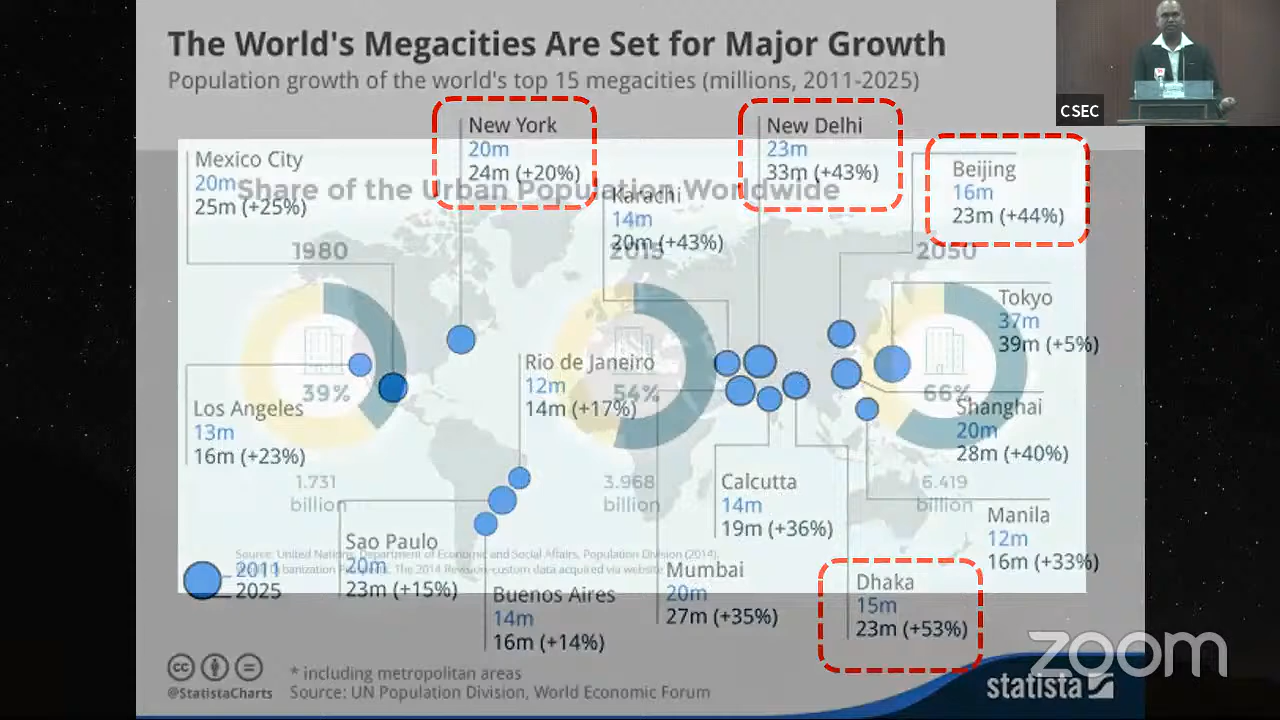 The World's Megacities Are Set for Major Growth
Population growth of the world's top 15 megacities (millions, 2011-2025)
CSEC
New York
20m
24m (+20%)
New Delhi
23m
33m (+43%)
Mexico City
20m
25m (+25%)
Beijing
16m
23m (+44%)
Share of the Urban Population Worldwide
Karachi
14m
20m (+43%)
1980
2015
2050
Tokyo
37m
39m (+5%)
Rio de Janeiro
12m
14m (+17%)
39%
54%
66%
Los Angeles
13m
16m (+23%)
Shanghai
20m
28m (+40%)
1.731
billion
3.968
billion
6.419
billion
Calcutta
14m
19m (+36%)
Manila
12m
16m (+33%)
Sao Paulo
20m
23m (+15%)
Source: United Nations, Department of Economic and Social Affairs, Population Division (2014).
Urbanization Prospects: The 2014 Revision, custom data acquired via website
2011
2025
Buenos Aires
14m
16m (+14%)
Mumbai
20m
27m (+35%)
Dhaka
15m
23m (+53%)
zoom
cc
@StatistaCharts
* including metropolitan areas
Source: UN Population Division, World Economic Forum
statista